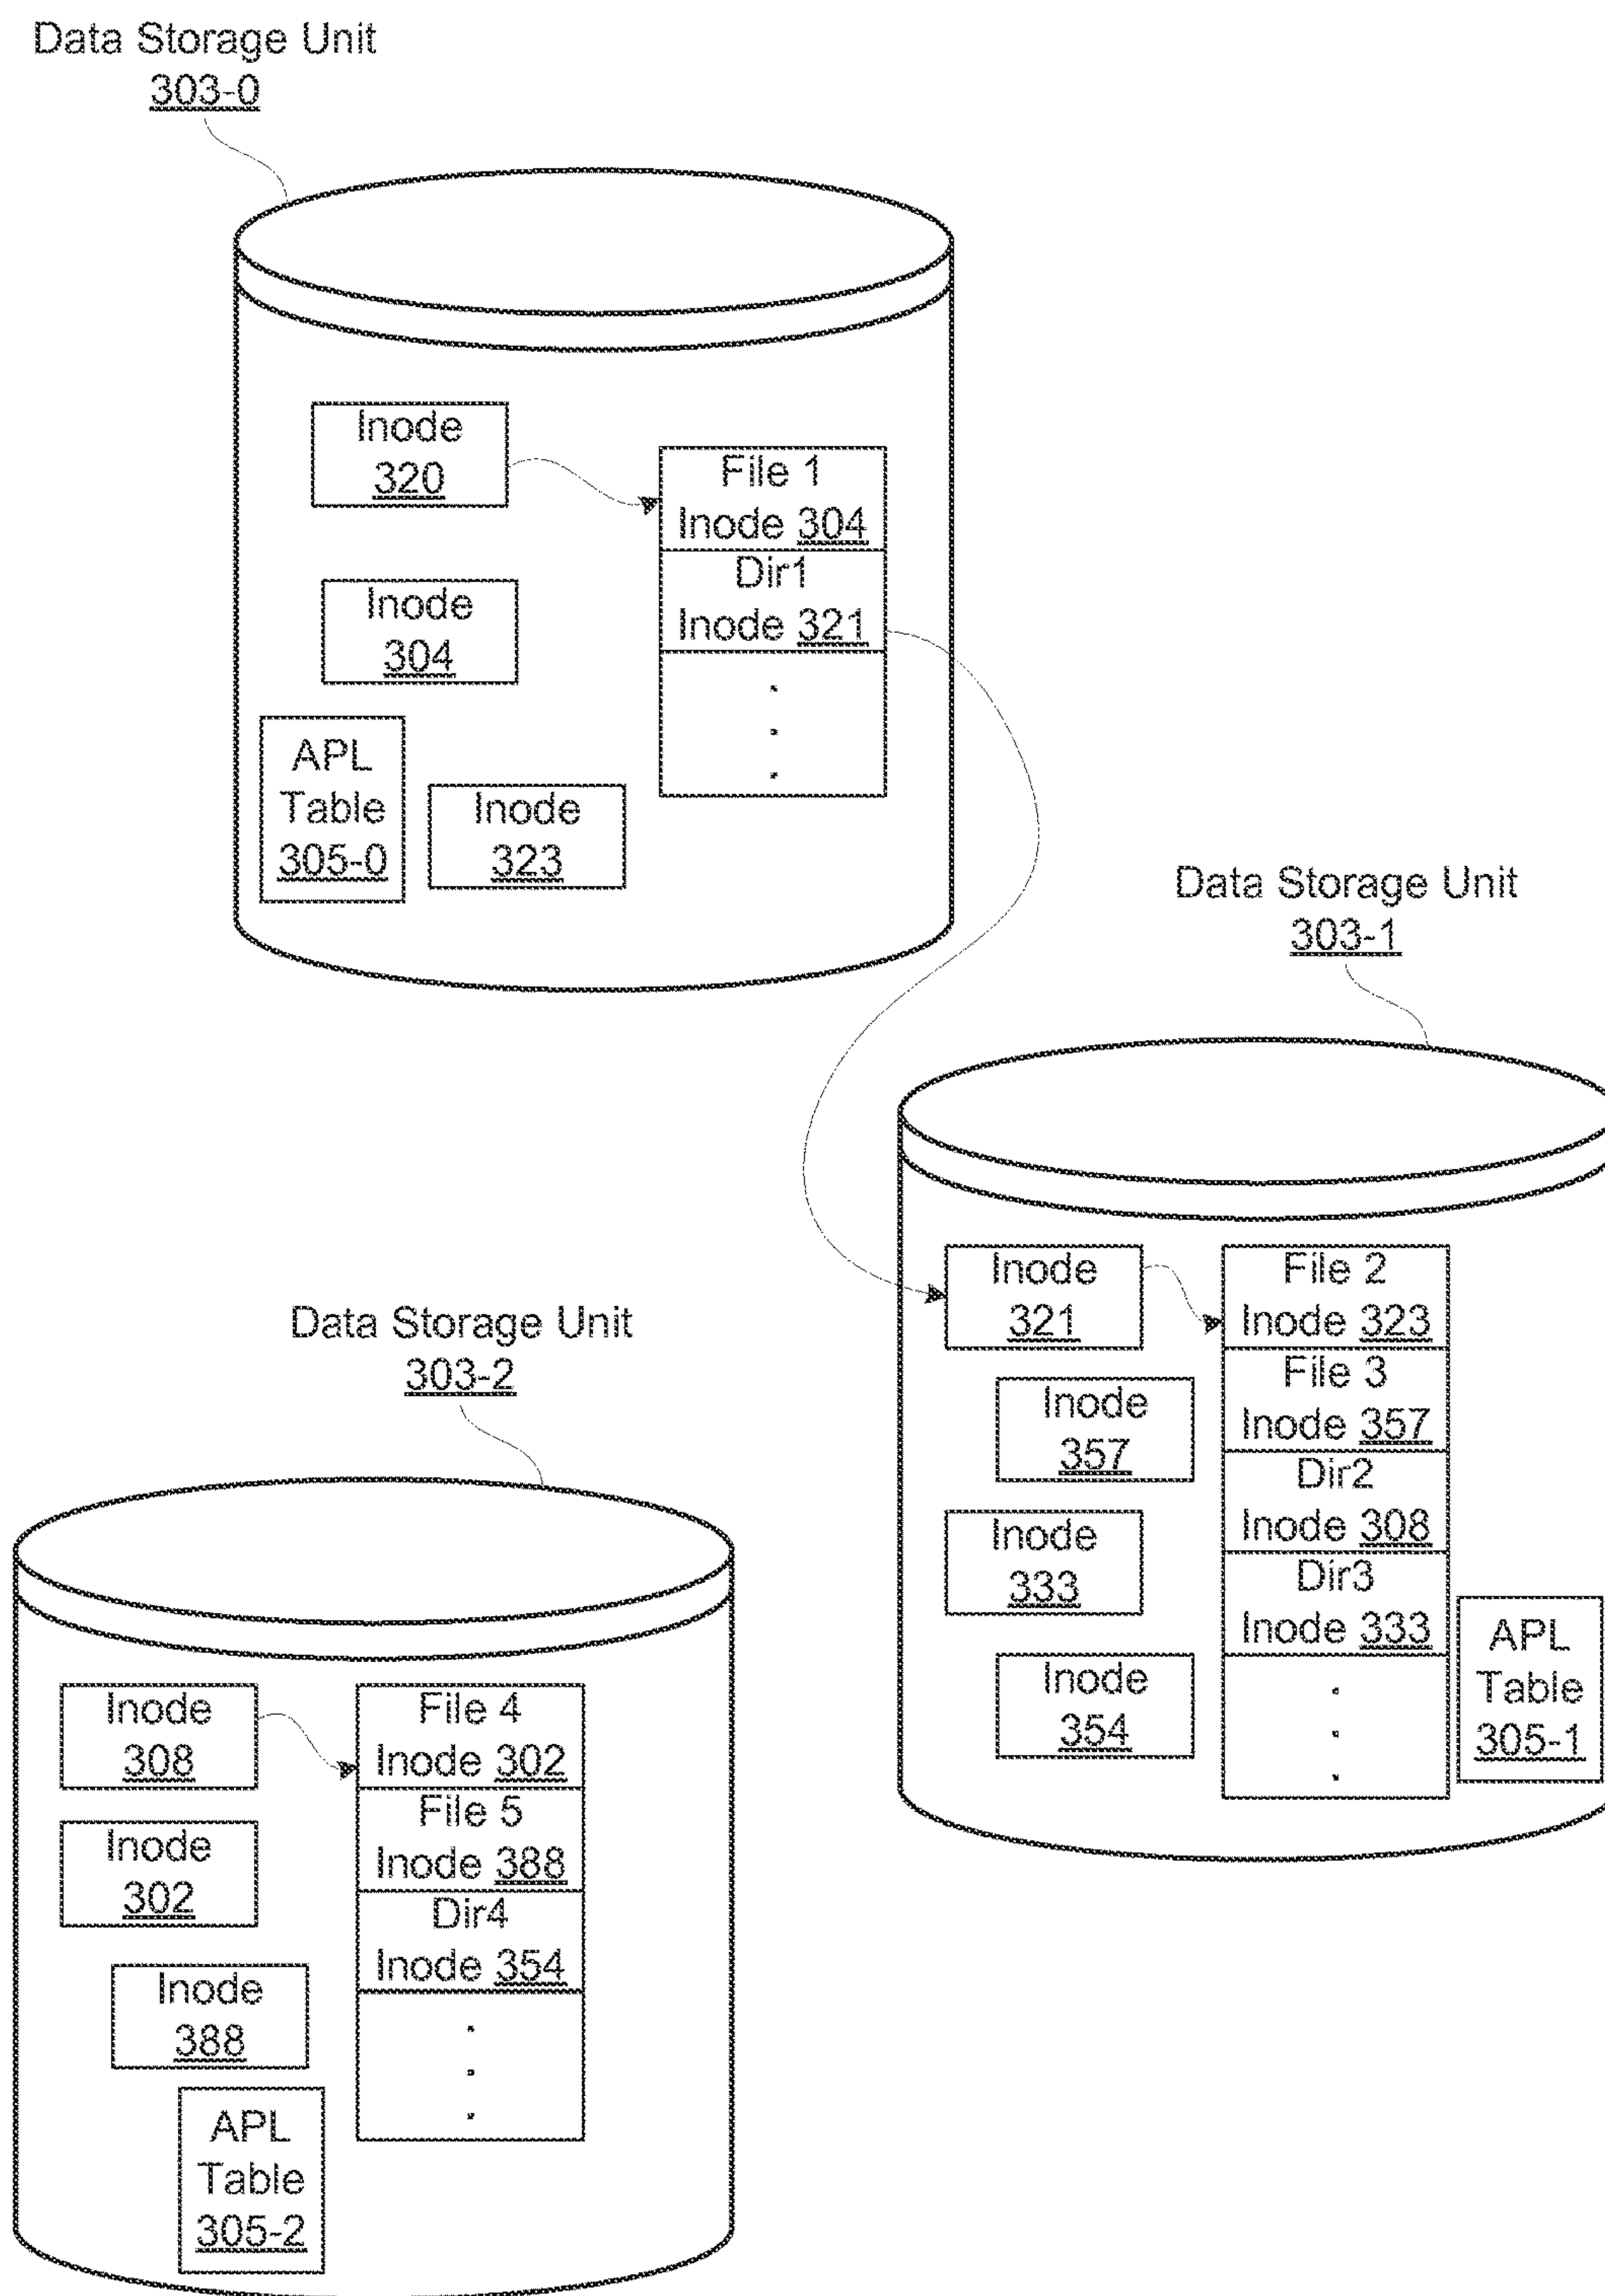 Data Storage Unit
303-0
Inode
320
File 1
Inode 304
Dir1
Inode 321
.
.
.
Inode
304
APL
Table
305-0
Inode
323
Data Storage Unit
303-1
Inode
321
File 2
Inode 323
File 3
Inode 357
Dir2
Inode 308
Dir3
Inode 333
.
.
.
Inode
357
Inode
333
Inode
354
APL
Table
305-1
Data Storage Unit
303-2
Inode
308
File 4
Inode 302
File 5
Inode 388
Dir4
Inode 354
.
.
.
Inode
302
Inode
388
APL
Table
305-2